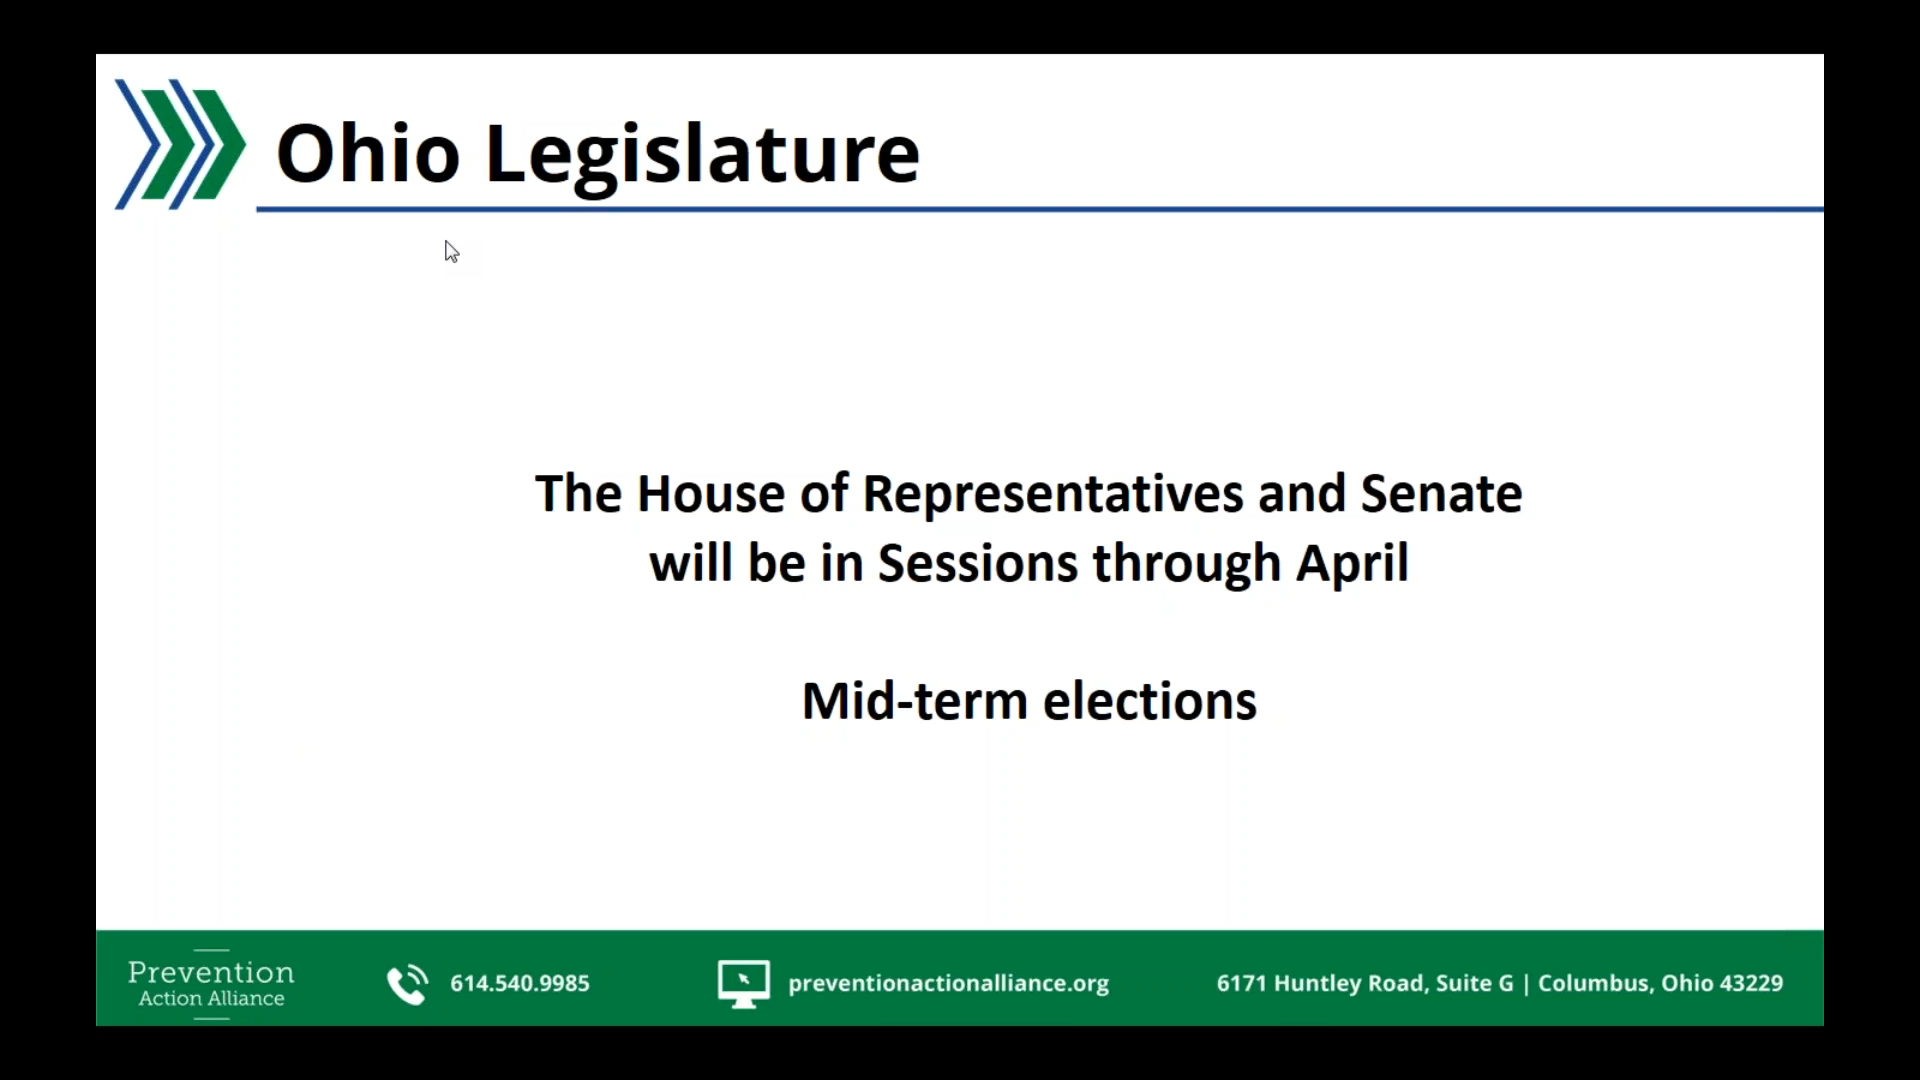 Ohio Legislature
The House of Representatives and Senate
will be in Sessions through April
Mid-term elections
Prevention
Action Alliance
614.540.9985
preventionactionalliance.org
6171 Huntley Road, Suite G | Columbus, Ohio 43229